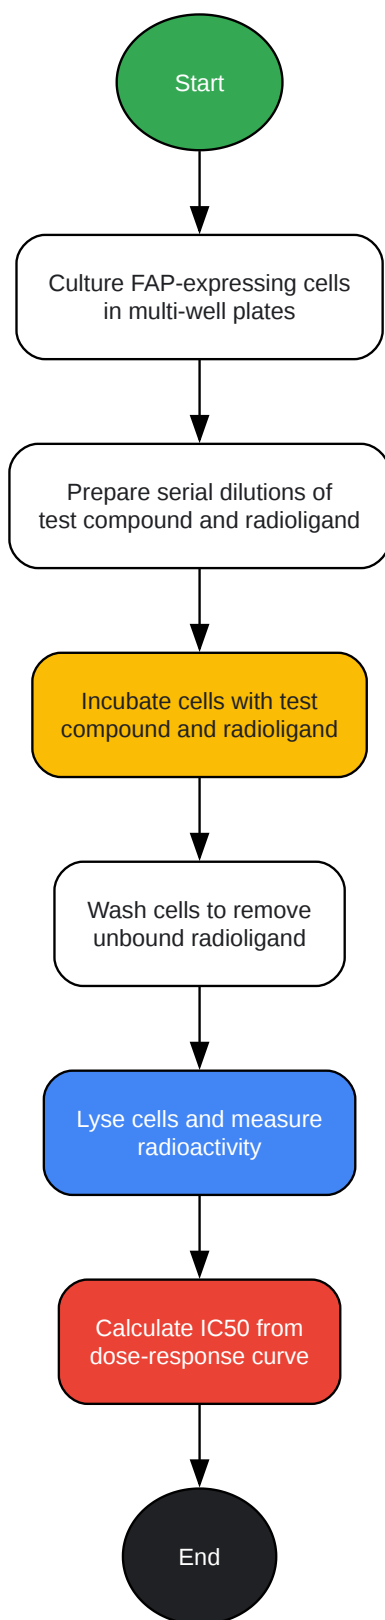 Start
Culture FAP-expressing cells
in multi-well plates
Prepare serial dilutions of
test compound and radioligand
Incubate cells with test
compound and radioligand
Wash cells to remove
unbound radioligand
Lyse cells and measure
radioactivity
Calculate IC50 from
dose-response curve
End